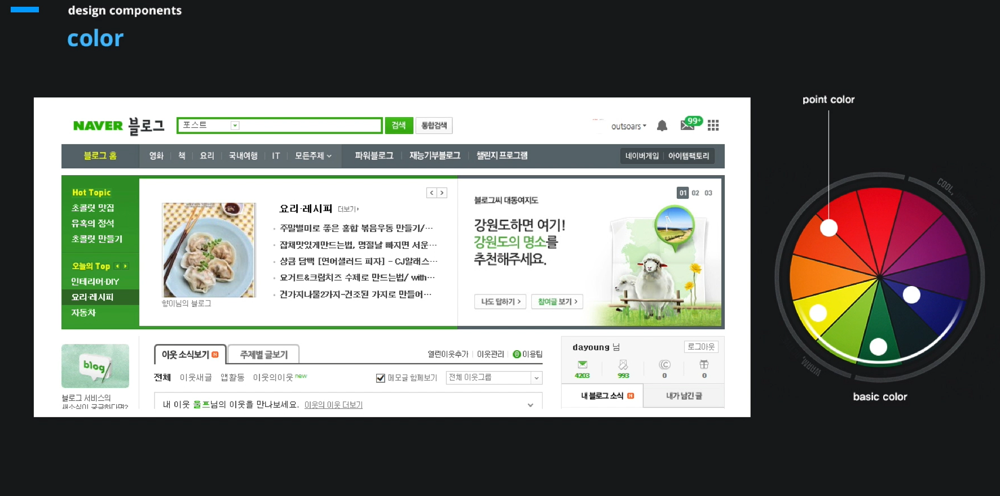 design components
color
point color
NAVER 블로그
포스트
검색
통합검색
outsoars
99+
블로그 홈
영화
책
요리
국내여행
IT
모든주제
파워블로그
재능기부블로그
챌린지 프로그램
네이버게임
아이템팩토리
Hot Topic
초콜릿 맛집
유혹의 정석
초콜릿 만들기
오늘의 Top
인테리어·DIY
요리·레시피
자동차
향이님의 블로그
요리·레시피 더보기
주말별미로 좋은 홍합 볶음우동 만들기/…
잡채맛있게만드는법, 명절날 빠지면 서운…
상큼 담백 [연어샐러드 피자] - CJ알래스…
요거트&크림치즈 수제로 만드는법/ with…
건가지나물2가지-건조된 가지로 만들어…
01 02 03
블로그씨 대동여지도
강원도하면 여기!
강원도의 명소를
추천해주세요.
나도 답하기 >
참여글 보기 >
COOL,
WARM,
basic color
blog
블로그 서비스의
새소식이 궁금하다면?
이웃 소식보기 N
주제별 글보기
열린이웃추가
이웃관리
이용팁
전체
이웃새글
앱활동
이웃의이웃 new
메모글 함께보기
전체 이웃그룹
내 이웃 울프님의 이웃을 만나보세요. 이웃의 이웃 더보기
dayoung 님
로그아웃
4203
993
0
0
내 블로그 소식 N
내가 남긴 글